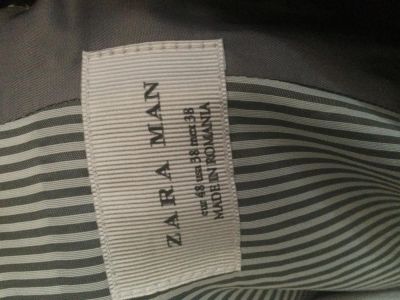 ZARA MAN
eur 48 usa 38 mex 38
MADE IN ROMANIA